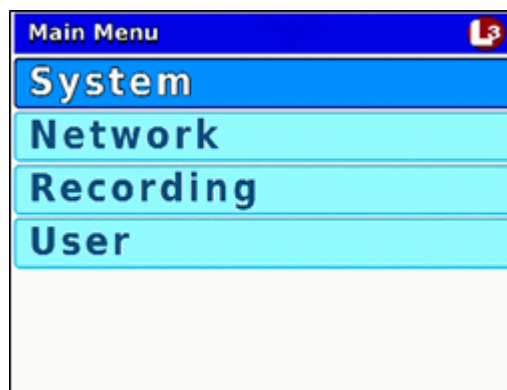 Main Menu
L3
System
Network
Recording
User